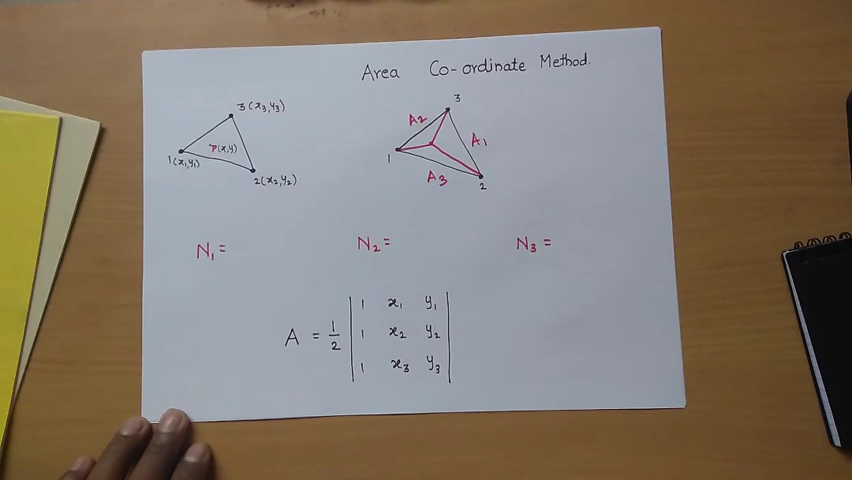 Area Co-ordinate Method.
3 (x₃,y₃)
P(x,y)
1(x₁,y₁)
2(x₂,y₂)
3
A₂
A₁
1
A₃
2
N₁ =
N₂ =
N₃ =
1 x₁ y₁
A = 1/2 1 x₂ y₂
1 x₃ y₃